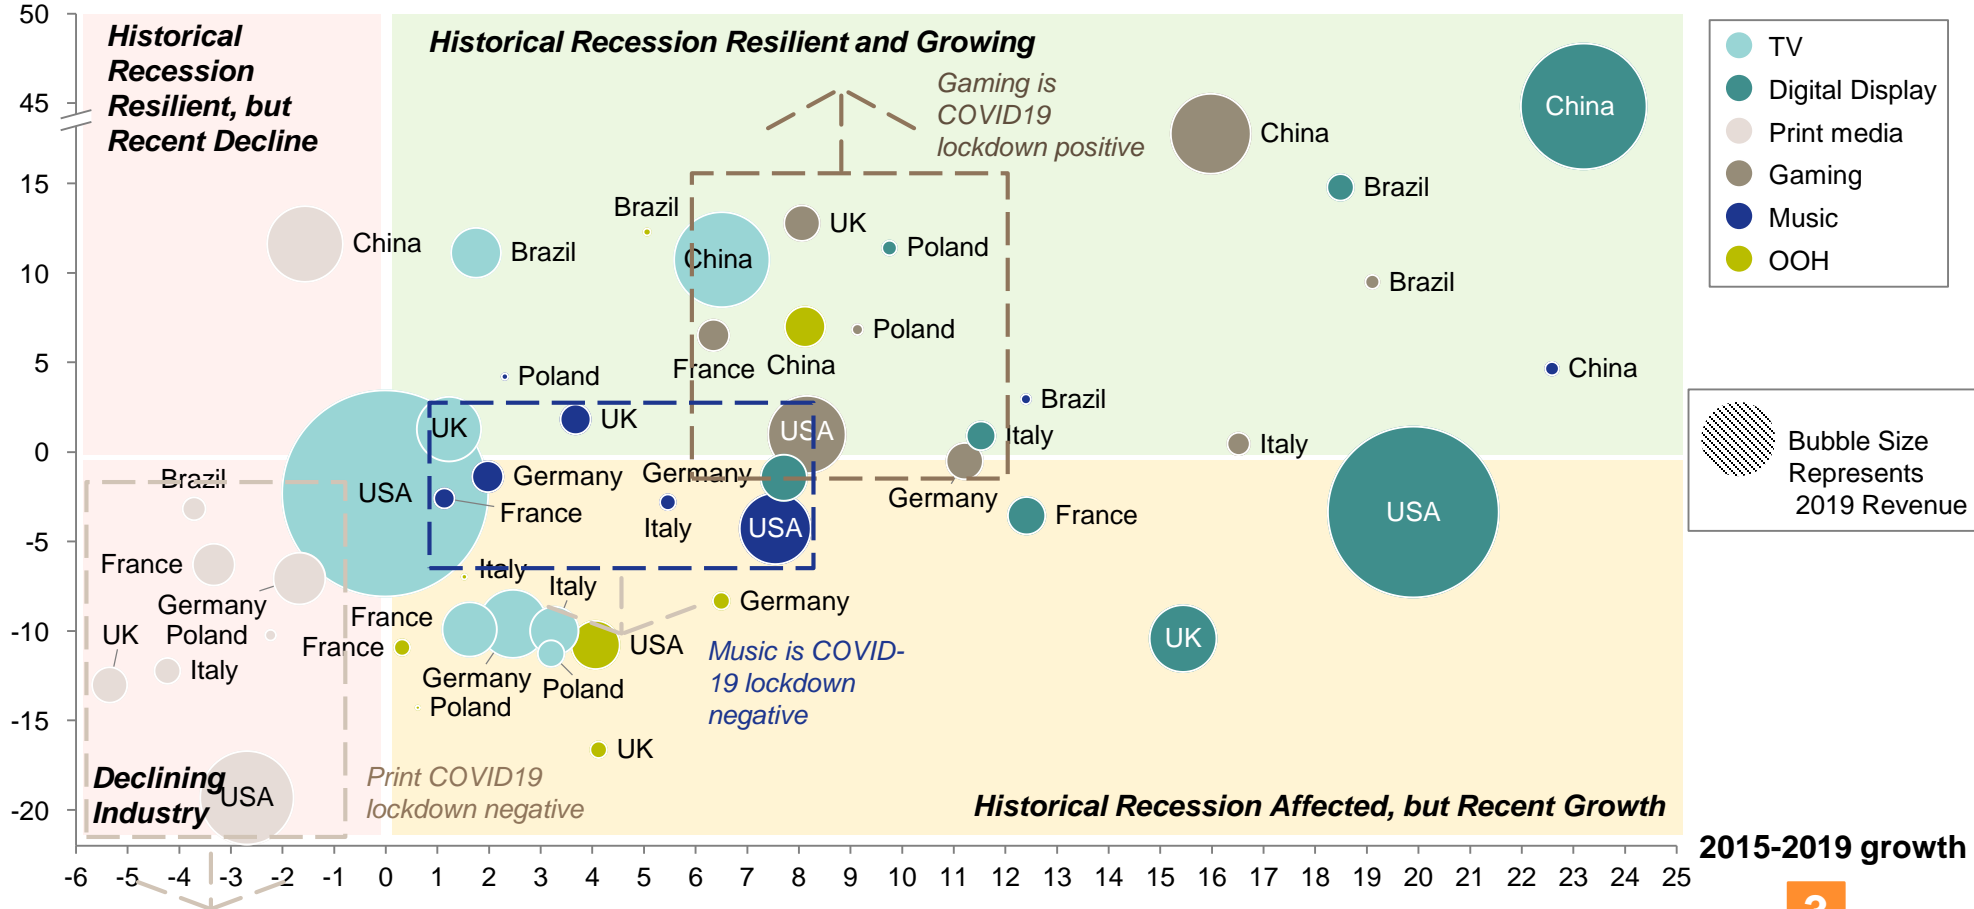 50
45
15
10
5
0
-5
-10
-15
-20
Historical
Recession
Resilient, but
Recent Decline
Historical Recession Resilient and Growing
Gaming is
COVID19
lockdown positive
China
China
Brazil
Brazil
UK
Poland
China
Brazil
China
Brazil
Poland
France
China
China
Poland
Brazil
UK
UK
USA
Italy
Italy
Brazil
USA
Germany
Germany
Germany
France
Italy
USA
France
USA
France
Italy
Italy
Germany
Germany
Poland
France
France
USA
UK
UK
Italy
Germany
Poland
Poland
Music is COVID-
19 lockdown
negative
UK
Declining
Industry
USA
Print COVID19
lockdown negative
Historical Recession Affected, but Recent Growth
-6 -5 -4 -3 -2 -1 0 1 2 3 4 5 6 7 8 9 10 11 12 13 14 15 16 17 18 19 20 21 22 23 24 25
2015-2019 growth
TV
Digital Display
Print media
Gaming
Music
OOH
Bubble Size
Represents
2019 Revenue